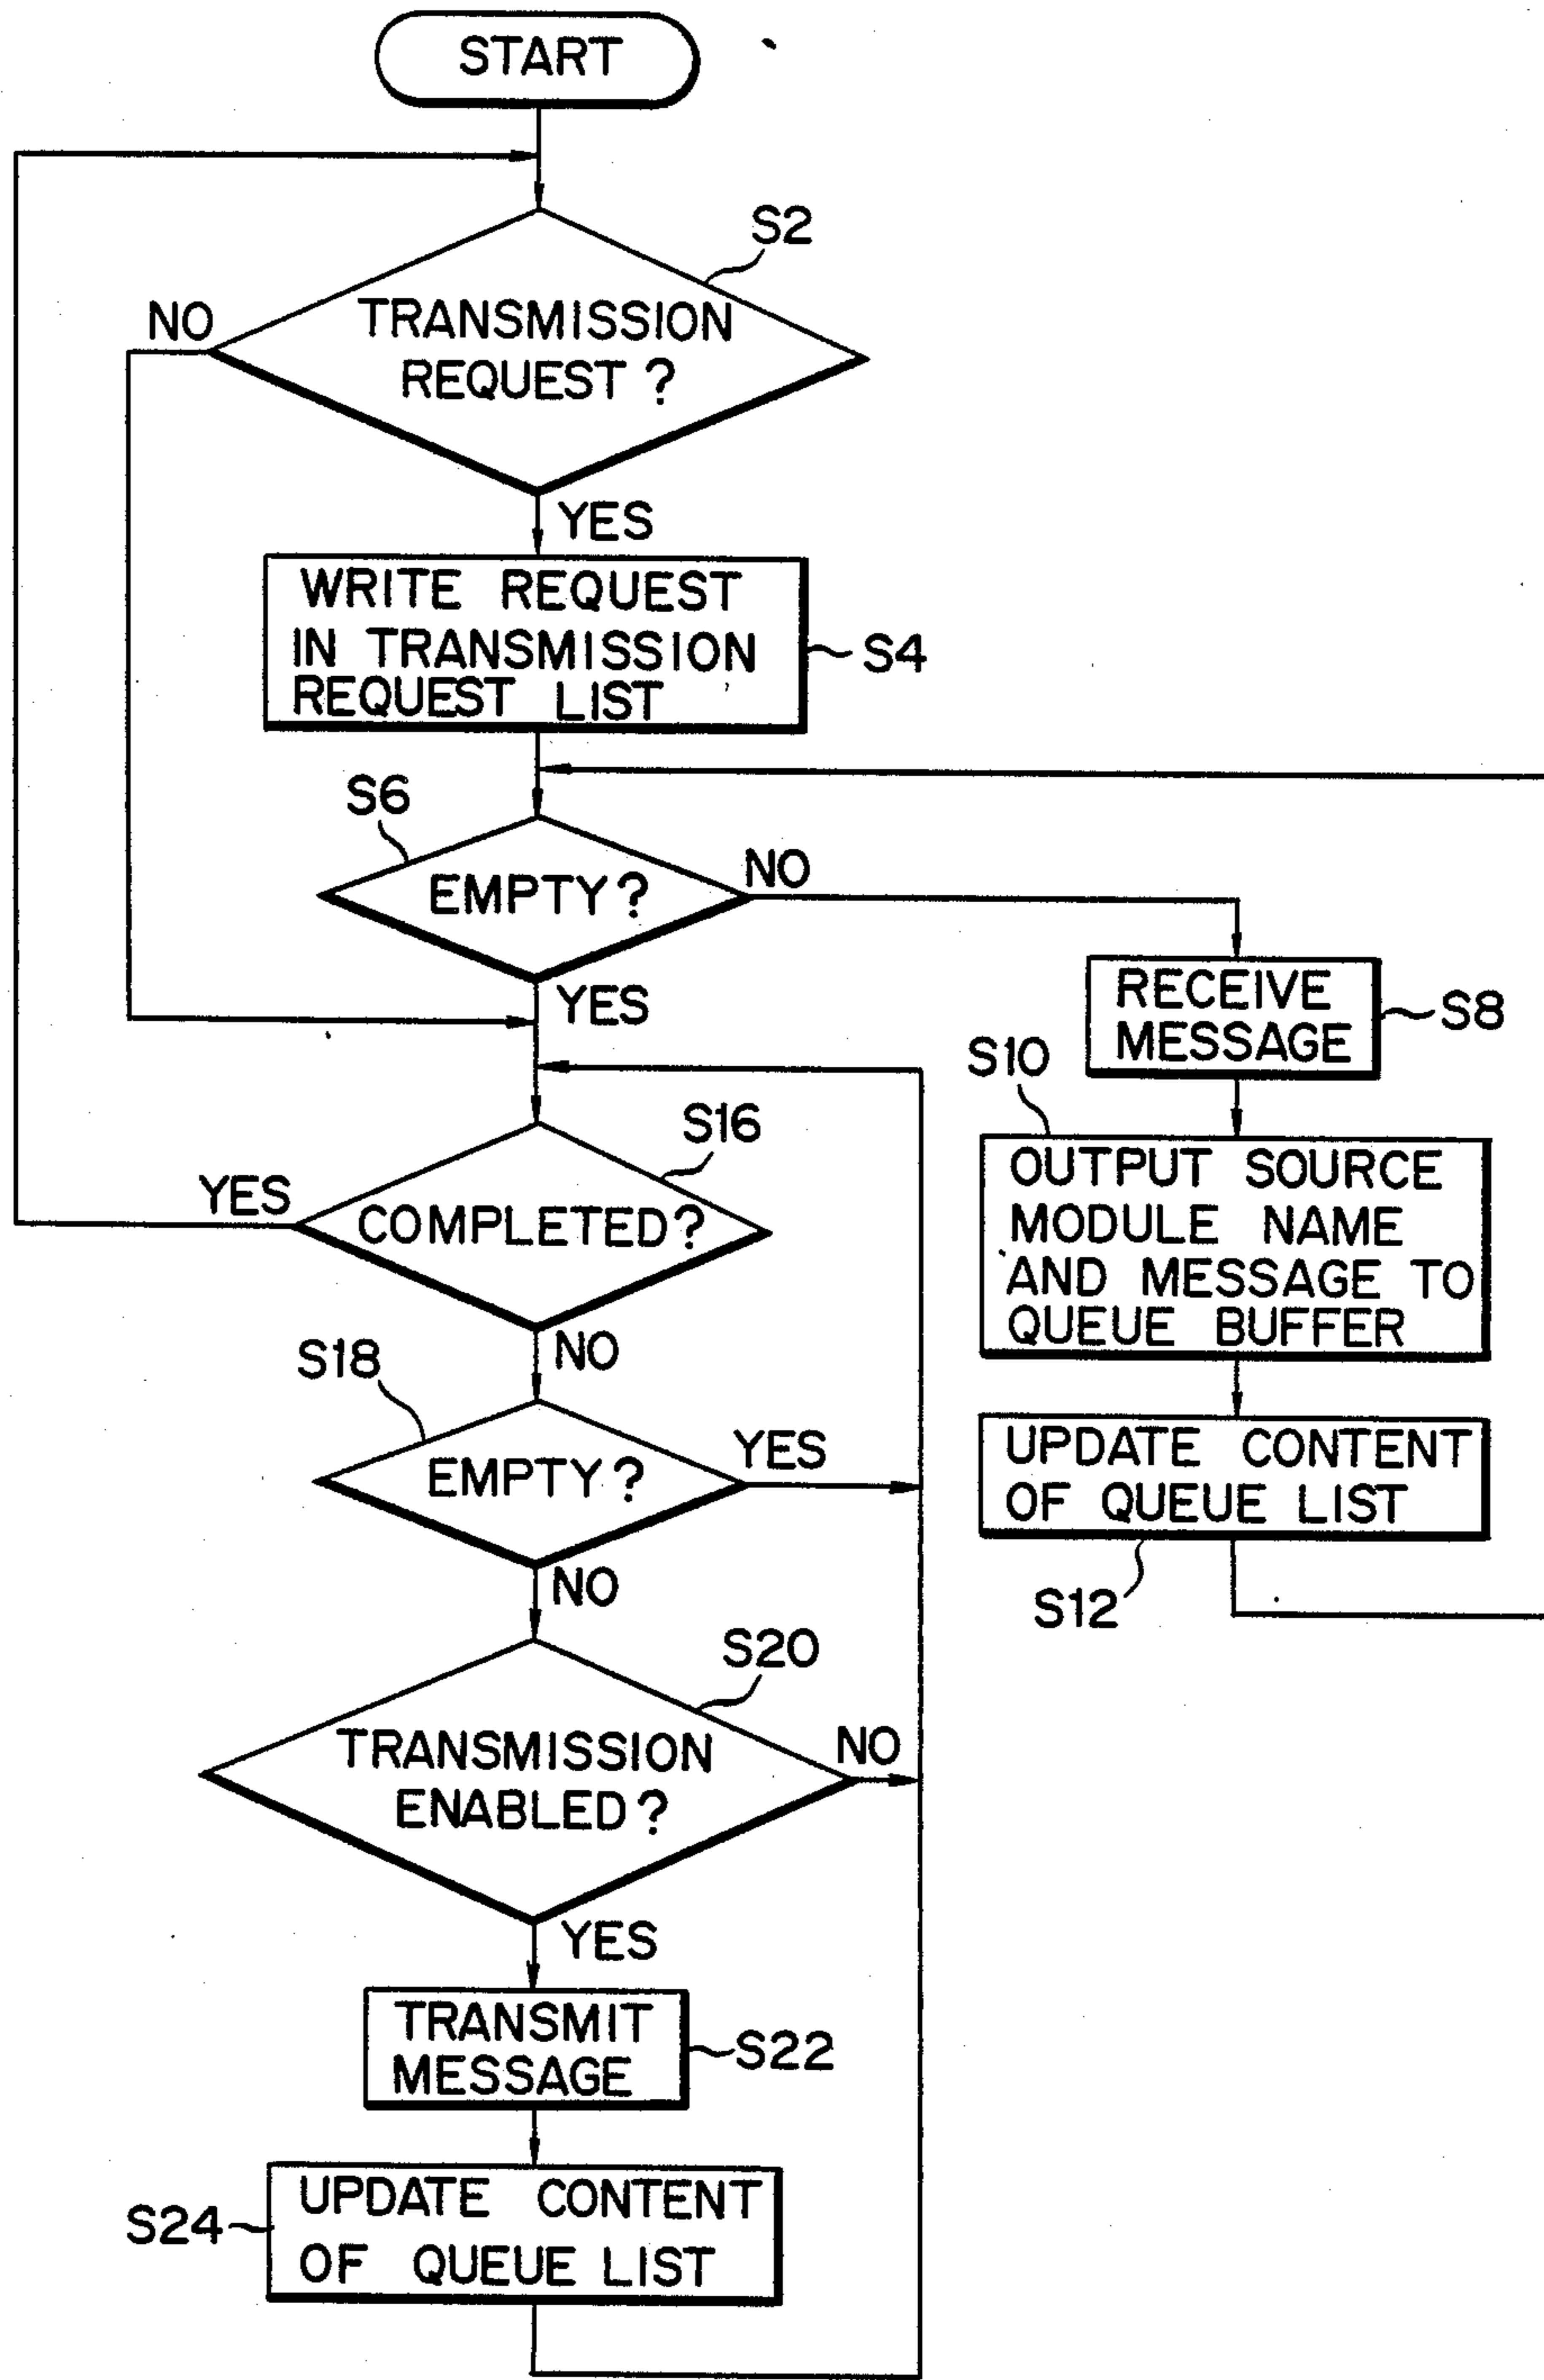 START
S2
NO
TRANSMISSION
REQUEST?
YES
WRITE REQUEST
IN TRANSMISSION
REQUEST LIST
S4
S6
EMPTY?
NO
YES
RECEIVE
MESSAGE
S8
S10
OUTPUT SOURCE
MODULE NAME
AND MESSAGE TO
QUEUE BUFFER
S16
YES
COMPLETED?
NO
S18
EMPTY?
YES
NO
UPDATE CONTENT
OF QUEUE LIST
S12
S20
TRANSMISSION
ENABLED?
NO
YES
TRANSMIT
MESSAGE
S22
UPDATE CONTENT
OF QUEUE LIST
S24